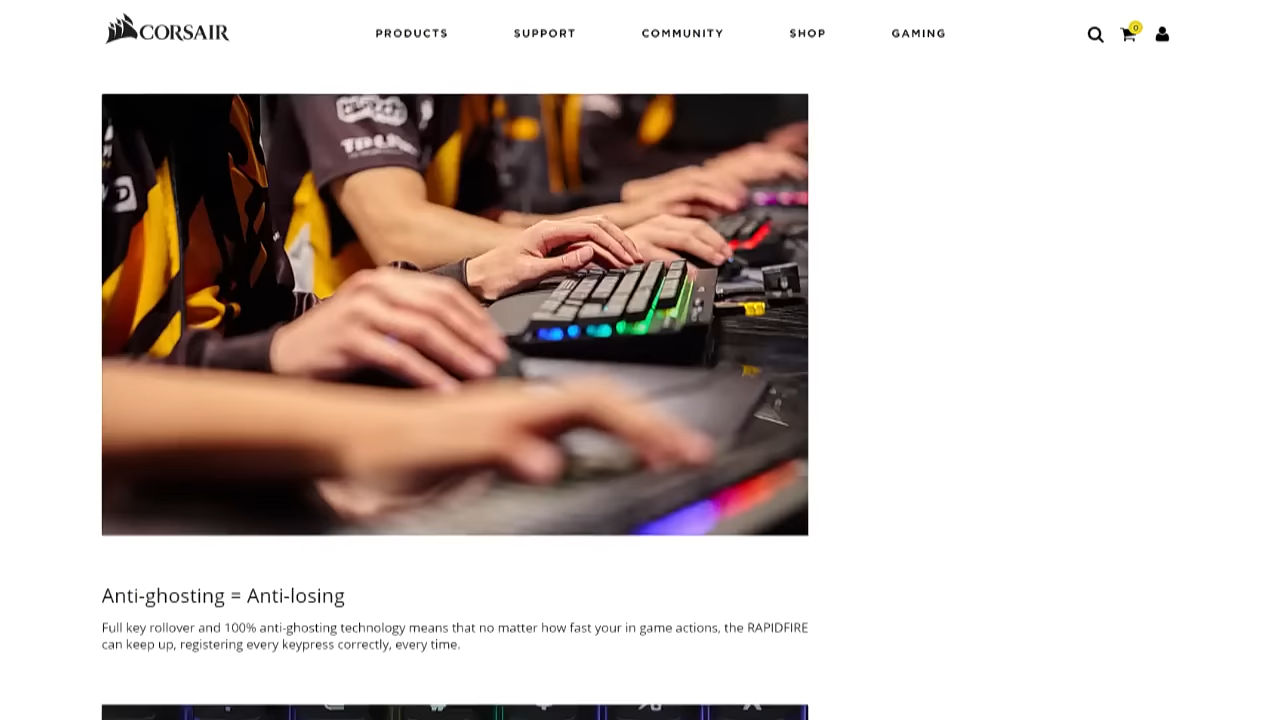 CORSAIR
PRODUCTS
SUPPORT
COMMUNITY
SHOP
GAMING
0
Anti-ghosting = Anti-losing
Full key rollover and 100% anti-ghosting technology means that no matter how fast your in game actions, the RAPIDFIRE
can keep up, registering every keypress correctly, every time.